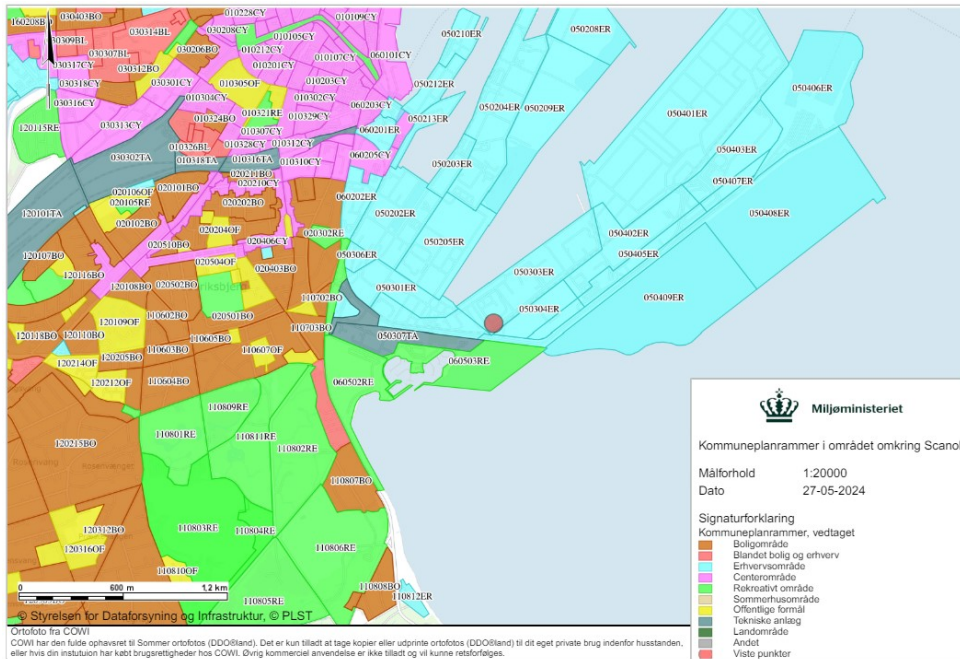 160208BO
030403BO
010228CY
010109CY
050210ER
050208ER
030309BL
030314BL
030208CY
010105CY
030317CY
030307BL
030206BO
010212CY
010107CY
060101CY
030312BO
010201CY
050212ER
050406ER
030318CY
030301CY
010305OF
010203CY
030316CY
010304CY
010302CY
060203CY
050204ER
050209ER
050401ER
030313CY
010324BO
010321RE
010329CY
050213ER
120115RE
010307CY
060201ER
010326BL
010328CY
010312CY
050403ER
030302TA
010318TA
010316TA
010310CY
060205CY
050203ER
020211BO
050407ER
020106OF
020101BO
020210CY
060202ER
020105RE
020202BO
050202ER
050408ER
120101TA
020102BO
020204OF
020302RE
050402ER
020510BO
020406CY
050205ER
050306ER
050405ER
120107BO
020504OF
020403BO
050303ER
120116BO
020502BO
120108BO
riksbjerg
050301ER
050409ER
110702BO
050304ER
120109OF
110602BO
020501BO
110703BO
120118BO
120110BO
110605BO
050307TA
110603BO
110607OF
120205BO
120214OF
060503RE
120212OF
110604BO
060502RE
110809RE
110801RE
110811RE
120215BO
110802RE
110807BO
120312BO
110803RE
110804RE
120316OF
110806RE
110810OF
110808BO
110812ER
110805RE
0 600 m 1,2 km
© Styrelsen for Dataforsyning og Infrastruktur, © PLST
Miljøministeriet
Kommuneplanrammer i området omkring Scanol
Målforhold 1:20000
Dato 27-05-2024
Signaturforklaring
Kommuneplanrammer, vedtaget
Boligområde
Blandet bolig og erhverv
Erhvervsområde
Centerområde
Rekreativt område
Sommerhusområde
Offentlige formål
Tekniske anlæg
Landområde
Andet
Viste punkter
Ortofoto fra COWI
COWI har den fulde ophavsret til Sommer ortofotos (DDO®land). Det er kun tilladt at tage kopier eller udprinte ortofotos (DDO®land) til dit eget private brug indenfor husstanden,
eller hvis din instutuion har købt brugsrettigheder hos COWI. Øvrig kommerciel anvendelse er ikke tilladt og vil kunne retsforfølges.